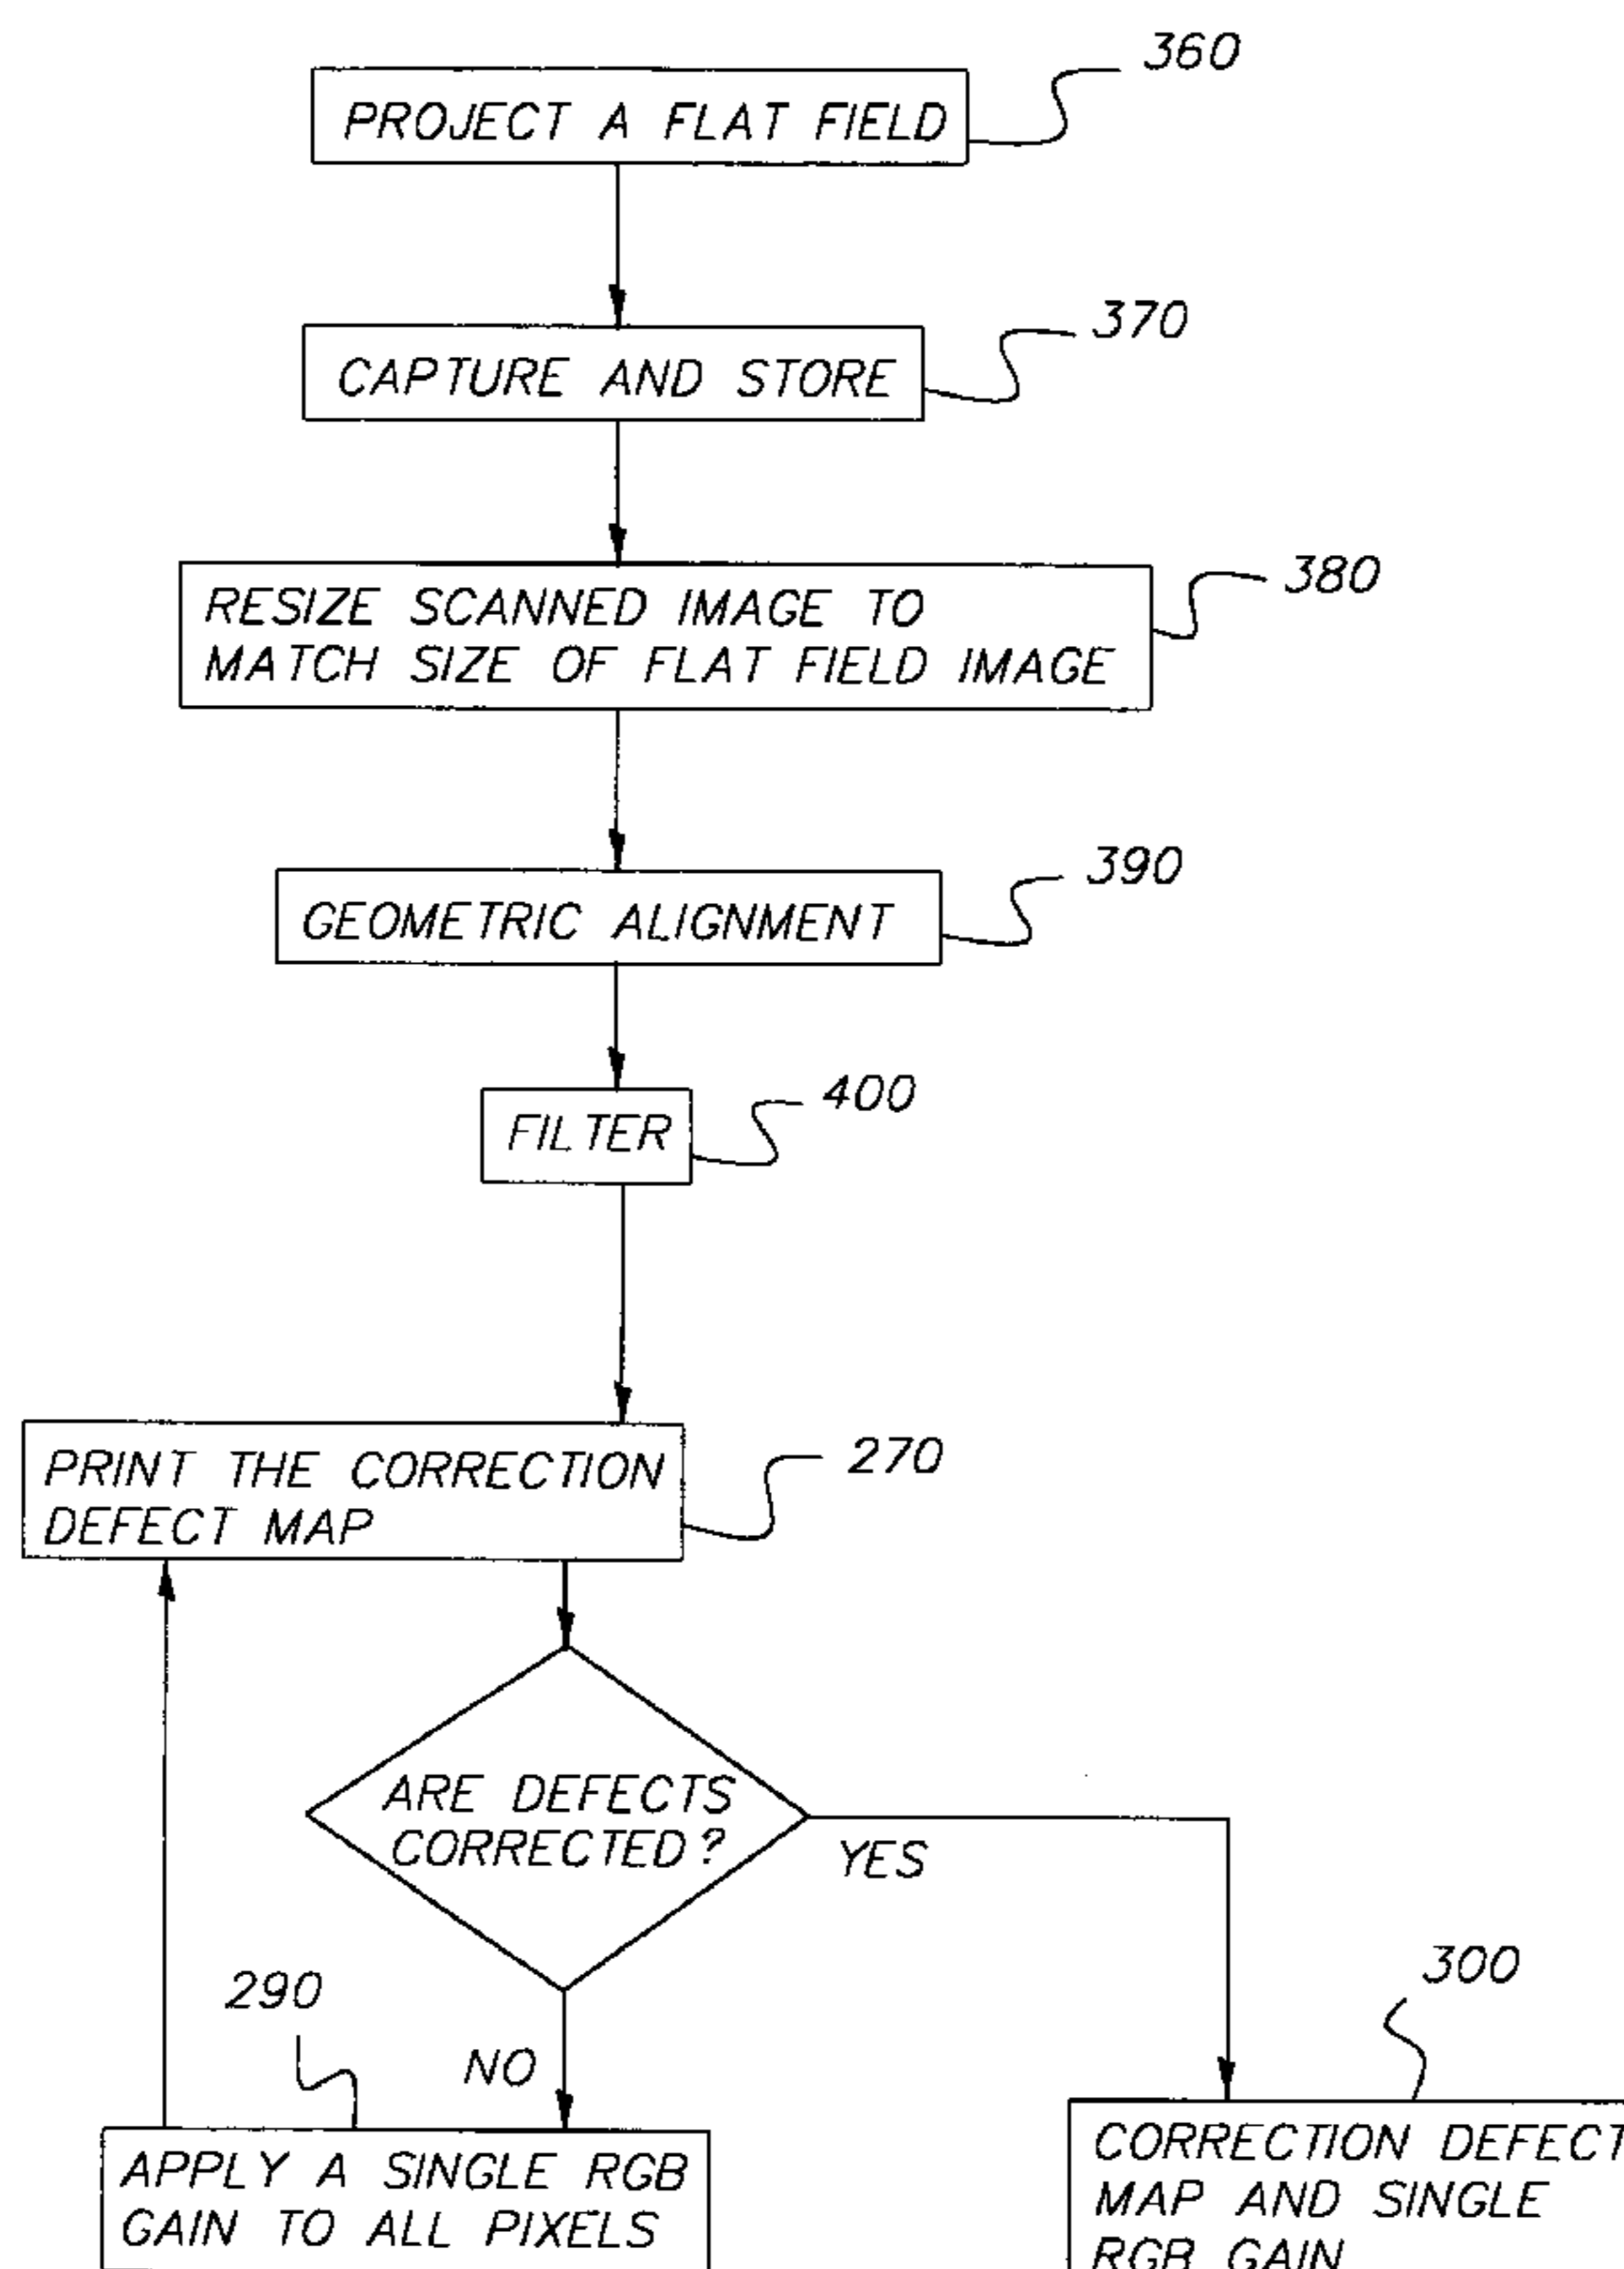 360
PROJECT A FLAT FIELD
370
CAPTURE AND STORE
380
RESIZE SCANNED IMAGE TO
MATCH SIZE OF FLAT FIELD IMAGE
390
GEOMETRIC ALIGNMENT
400
FILTER
PRINT THE CORRECTION
DEFECT MAP
270
ARE DEFECTS
CORRECTED?
YES
NO
290
300
APPLY A SINGLE RGB
GAIN TO ALL PIXELS
CORRECTION DEFECT
MAP AND SINGLE
RGB GAIN